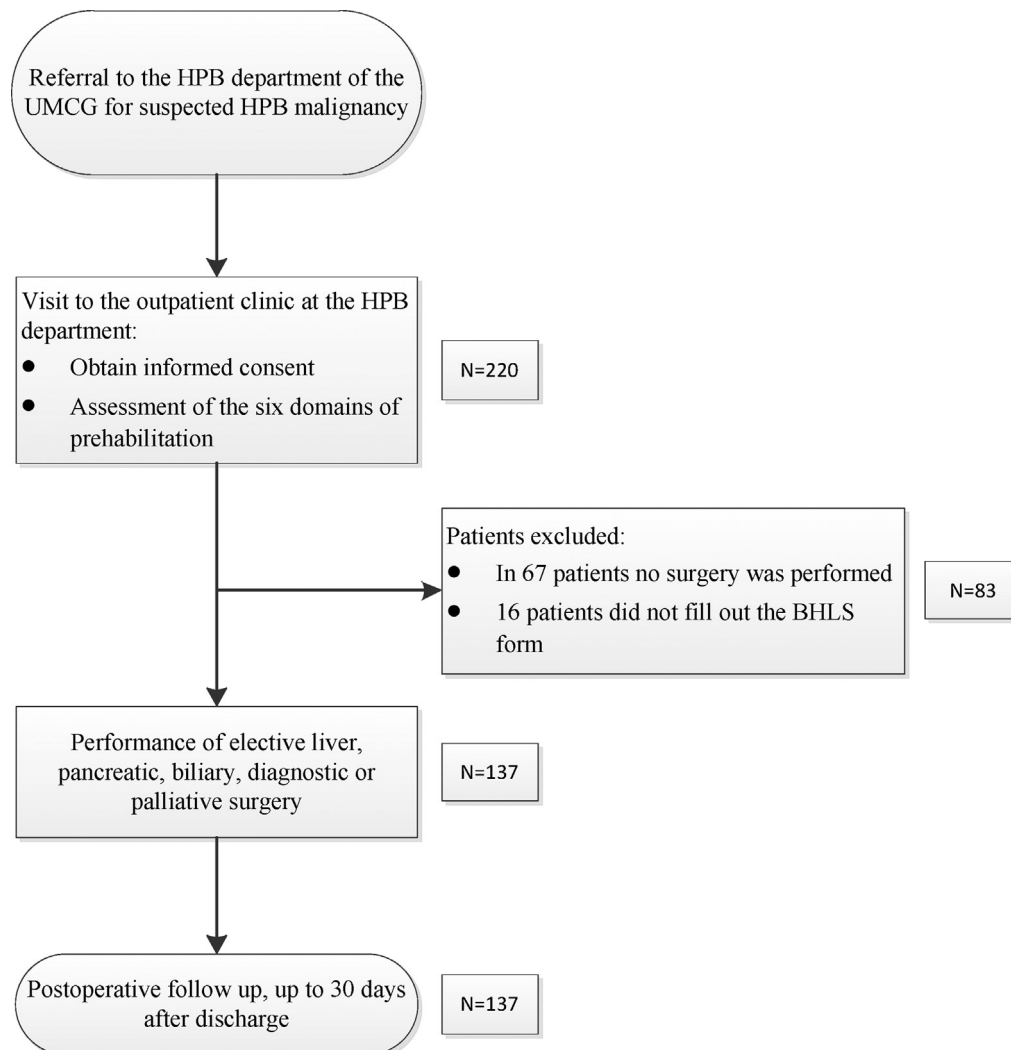 Referral to the HPB department of the
UMCG for suspected HPB malignancy
Visit to the outpatient clinic at the HPB
department:
● Obtain informed consent
● Assessment of the six domains of
prehabilitation
N=220
Patients excluded:
● In 67 patients no surgery was performed
● 16 patients did not fill out the BHLS
form
N=83
Performance of elective liver,
pancreatic, biliary, diagnostic or
palliative surgery
N=137
Postoperative follow up, up to 30 days
after discharge
N=137